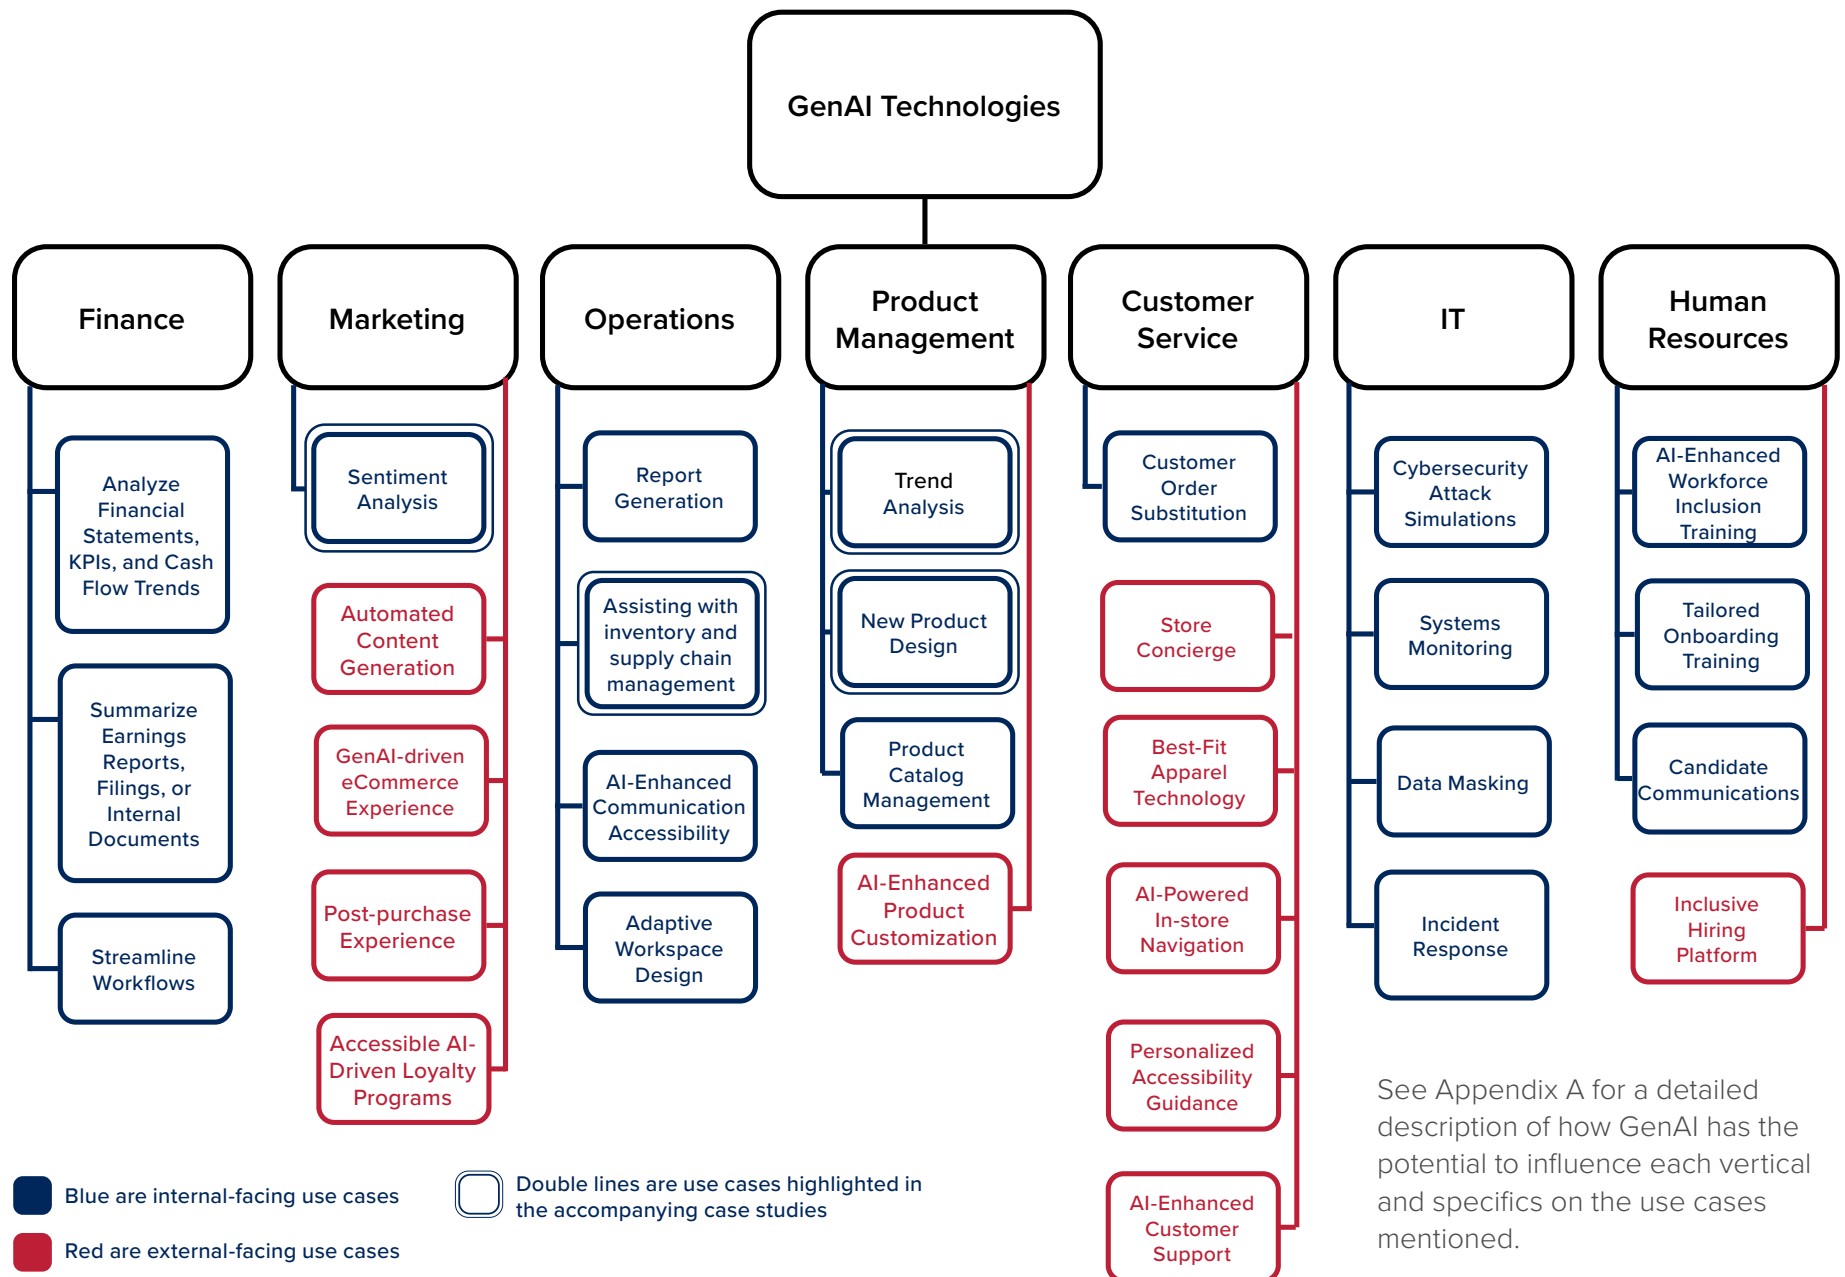 GenAI Technologies
Finance
Marketing
Operations
Product
Management
Customer
Service
IT
Human
Resources
Analyze
Financial
Statements,
KPIs, and Cash
Flow Trends
Summarize
Earnings
Reports,
Filings, or
Internal
Documents
Streamline
Workflows
Sentiment
Analysis
Automated
Content
Generation
GenAI-driven
eCommerce
Experience
Post-purchase
Experience
Accessible AI-
Driven Loyalty
Programs
Report
Generation
Assisting with
inventory and
supply chain
management
AI-Enhanced
Communication
Accessibility
Adaptive
Workspace
Design
Trend
Analysis
New Product
Design
Product
Catalog
Management
AI-Enhanced
Product
Customization
Customer
Order
Substitution
Store
Concierge
Best-Fit
Apparel
Technology
AI-Powered
In-store
Navigation
Personalized
Accessibility
Guidance
AI-Enhanced
Customer
Support
Cybersecurity
Attack
Simulations
Systems
Monitoring
Data Masking
Incident
Response
AI-Enhanced
Workforce
Inclusion
Training
Tailored
Onboarding
Training
Candidate
Communications
Inclusive
Hiring
Platform
Blue are internal-facing use cases
Red are external-facing use cases
Double lines are use cases highlighted in
the accompanying case studies
See Appendix A for a detailed
description of how GenAI has the
potential to influence each vertical
and specifics on the use cases
mentioned.